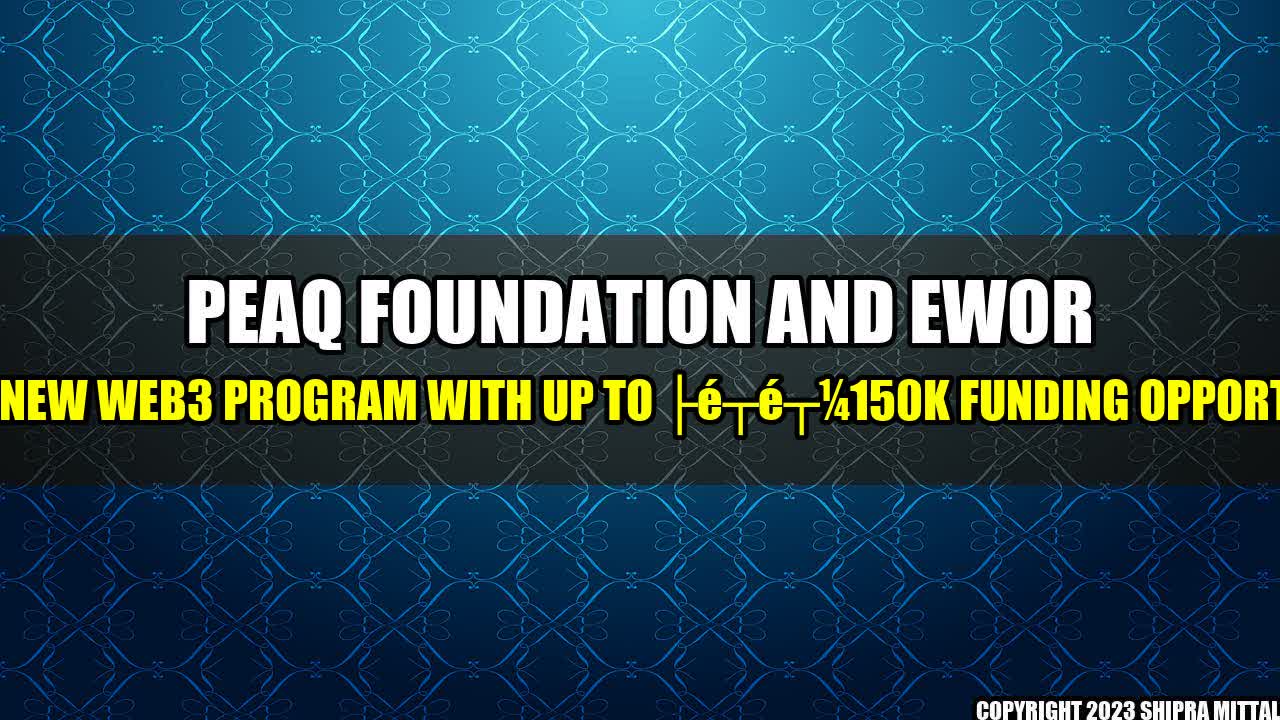 PEAQ FOUNDATION AND EWOR
NEW WEB3 PROGRAM WITH UP TO ├é┬é┬¼150K FUNDING OPPORT
COPYRIGHT 2023 SHIPRA MITTAL